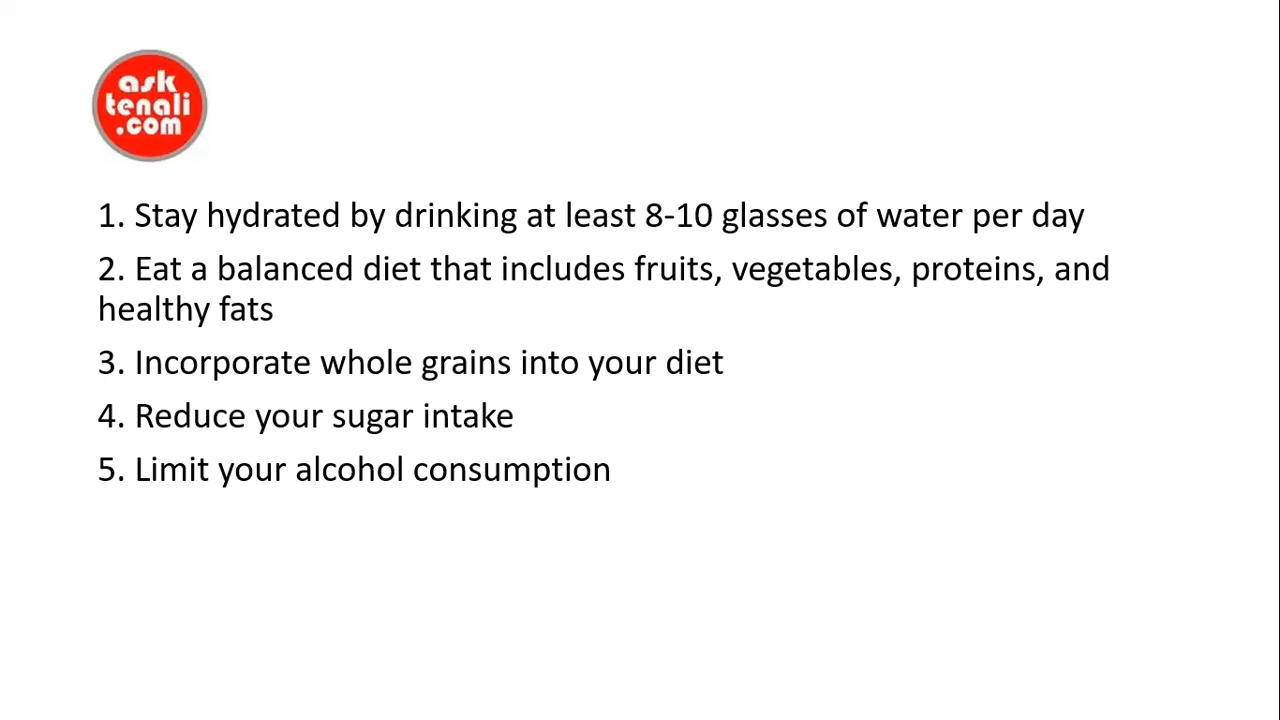 ask
tenali
.com
1. Stay hydrated by drinking at least 8-10 glasses of water per day
2. Eat a balanced diet that includes fruits, vegetables, proteins, and
healthy fats
3. Incorporate whole grains into your diet
4. Reduce your sugar intake
5. Limit your alcohol consumption